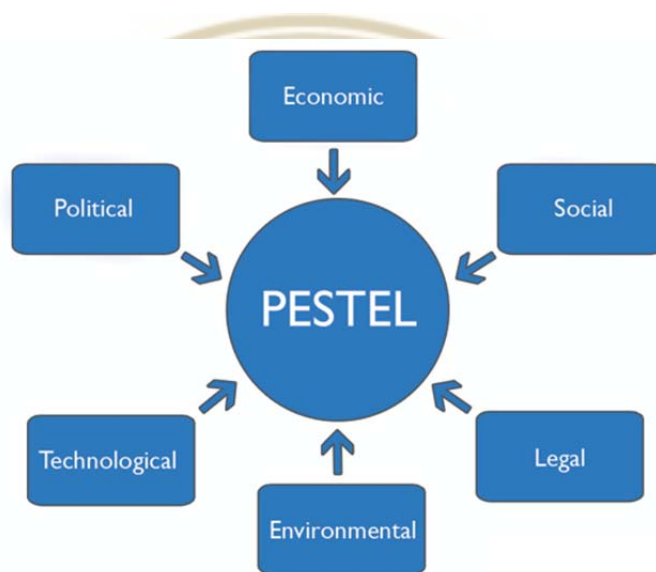 Economic
Political
Social
PESTEL
Technological
Legal
Environmental